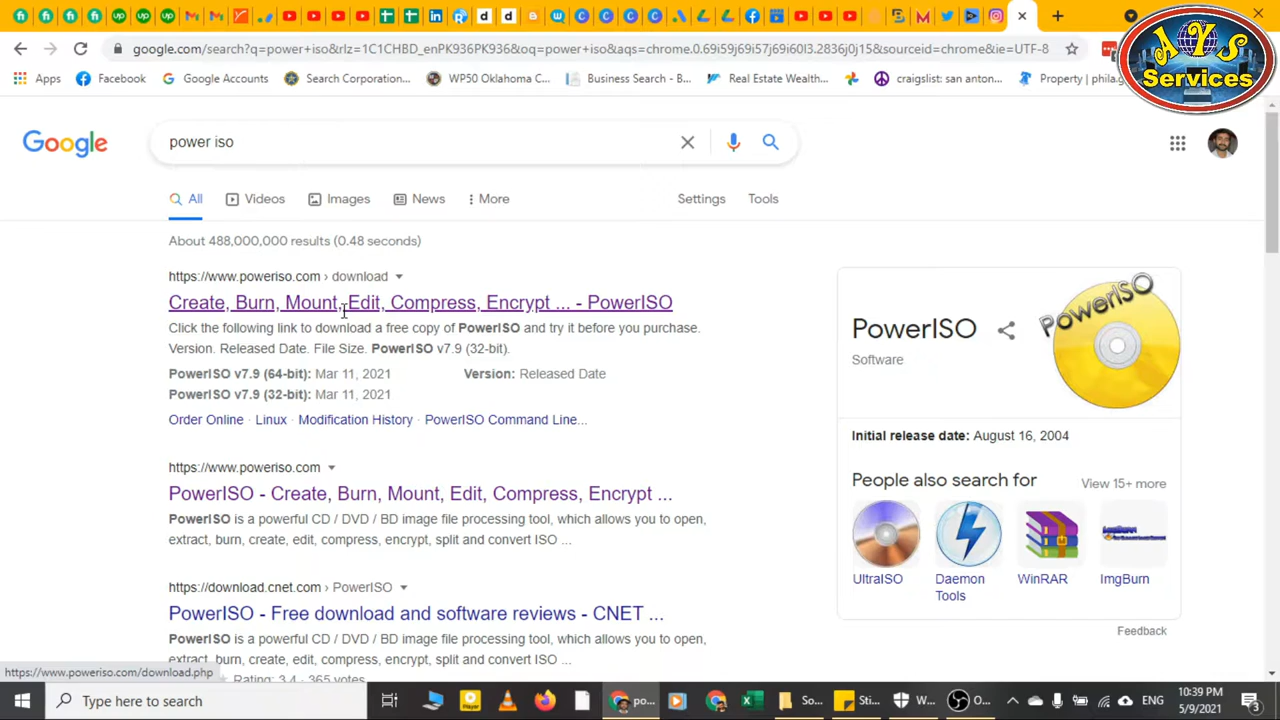 google.com/search?q=power+iso&rlz=1C1CHBD_enPK936PK936&oq=power+iso&aqs=chrome.0.69i59j69i57j69i60l3.2836j0j15&sourceid=chrome&ie=UTF-8
AYS
Services
Apps
Facebook
Google Accounts
Search Corporation...
WP50 Oklahoma C...
Business Search - B...
Real Estate Wealth...
craigslist: san anton...
Property | phila.g
Google
power iso
All
Videos
Images
News
More
Settings
Tools
About 488,000,000 results (0.48 seconds)
https://www.poweriso.com › download
Create, Burn, Mount, Edit, Compress, Encrypt ... - PowerISO
Click the following link to download a free copy of PowerISO and try it before you purchase.
Version. Released Date. File Size. PowerISO v7.9 (32-bit).
PowerISO v7.9 (64-bit): Mar 11, 2021
Version: Released Date
PowerISO v7.9 (32-bit): Mar 11, 2021
Order Online · Linux · Modification History · PowerISO Command Line...
https://www.poweriso.com
PowerISO - Create, Burn, Mount, Edit, Compress, Encrypt ...
PowerISO is a powerful CD / DVD / BD image file processing tool, which allows you to open,
extract, burn, create, edit, compress, encrypt, split and convert ISO ...
https://download.cnet.com › PowerISO
PowerISO - Free download and software reviews - CNET ...
PowerISO is a powerful CD / DVD / BD image file processing tool, which allows you to open,
extract, burn, create, edit, compress, encrypt, split and convert ISO ...
Rating: 3.4 · 365 votes
PowerISO
Software
PowerISO
Initial release date: August 16, 2004
People also search for
View 15+ more
UltraISO
Daemon
Tools
WinRAR
ImgBurn
Feedback
https://www.poweriso.com/download.php
Type here to search
po...
So...
Sti...
W...
O...
ENG
10:39 PM
5/9/2021
3